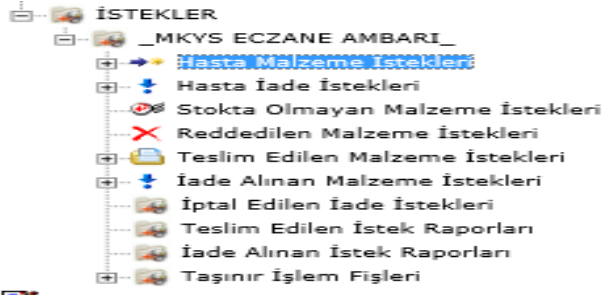 İSTEKLER
_MKYS ECZANE AMBARI_
Hasta Malzeme İstekleri
Hasta İade İstekleri
Stokta Olmayan Malzeme İstekleri
Reddedilen Malzeme İstekleri
Teslim Edilen Malzeme İstekleri
İade Alınan Malzeme İstekleri
İptal Edilen İade İstekleri
Teslim Edilen İstek Raporları
İade Alınan İstek Raporları
Taşınır İşlem Fişleri